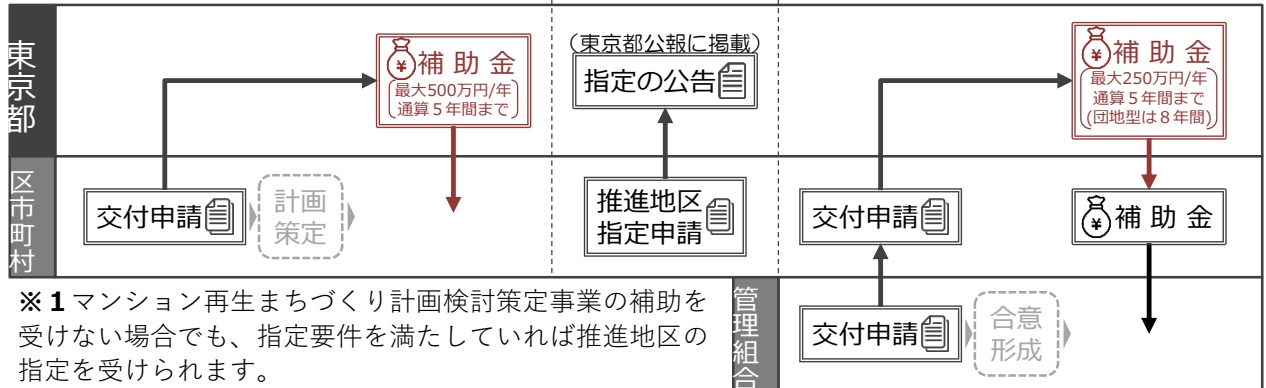 東京都
補助金
最大500万円/年
通算5年間まで
(東京都公報に掲載)
指定の公告
補助金
最大250万円/年
通算5年間まで
(団地型は8年間)
区市町村
交付申請
計画
策定
推進地区
指定申請
交付申請
補助金
※1マンション再生まちづくり計画検討策定事業の補助を
受けない場合でも、指定要件を満たしていれば推進地区の
指定を受けられます。
管理組合
交付申請
合意
形成